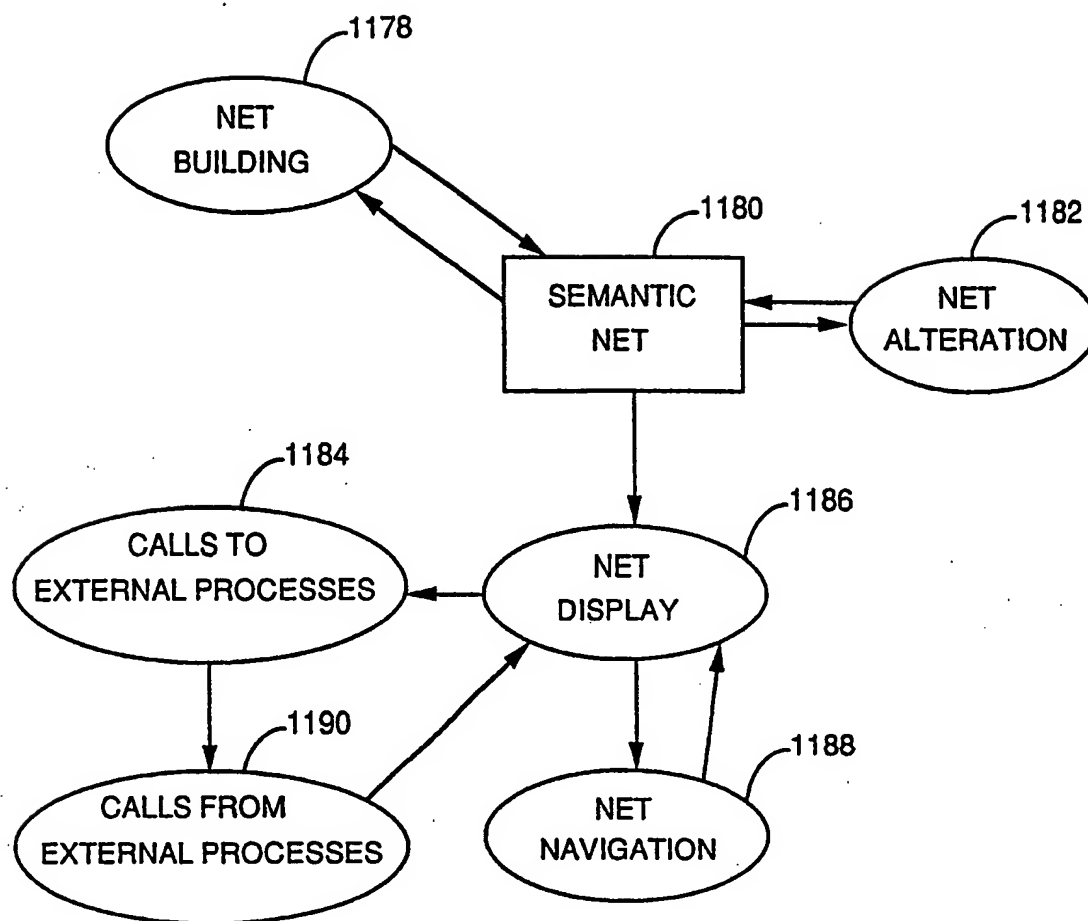 1178
NET
BUILDING
1180
SEMANTIC
NET
1182
NET
ALTERATION
1184
CALLS TO
EXTERNAL PROCESSES
1186
NET
DISPLAY
1190
CALLS FROM
EXTERNAL PROCESSES
1188
NET
NAVIGATION